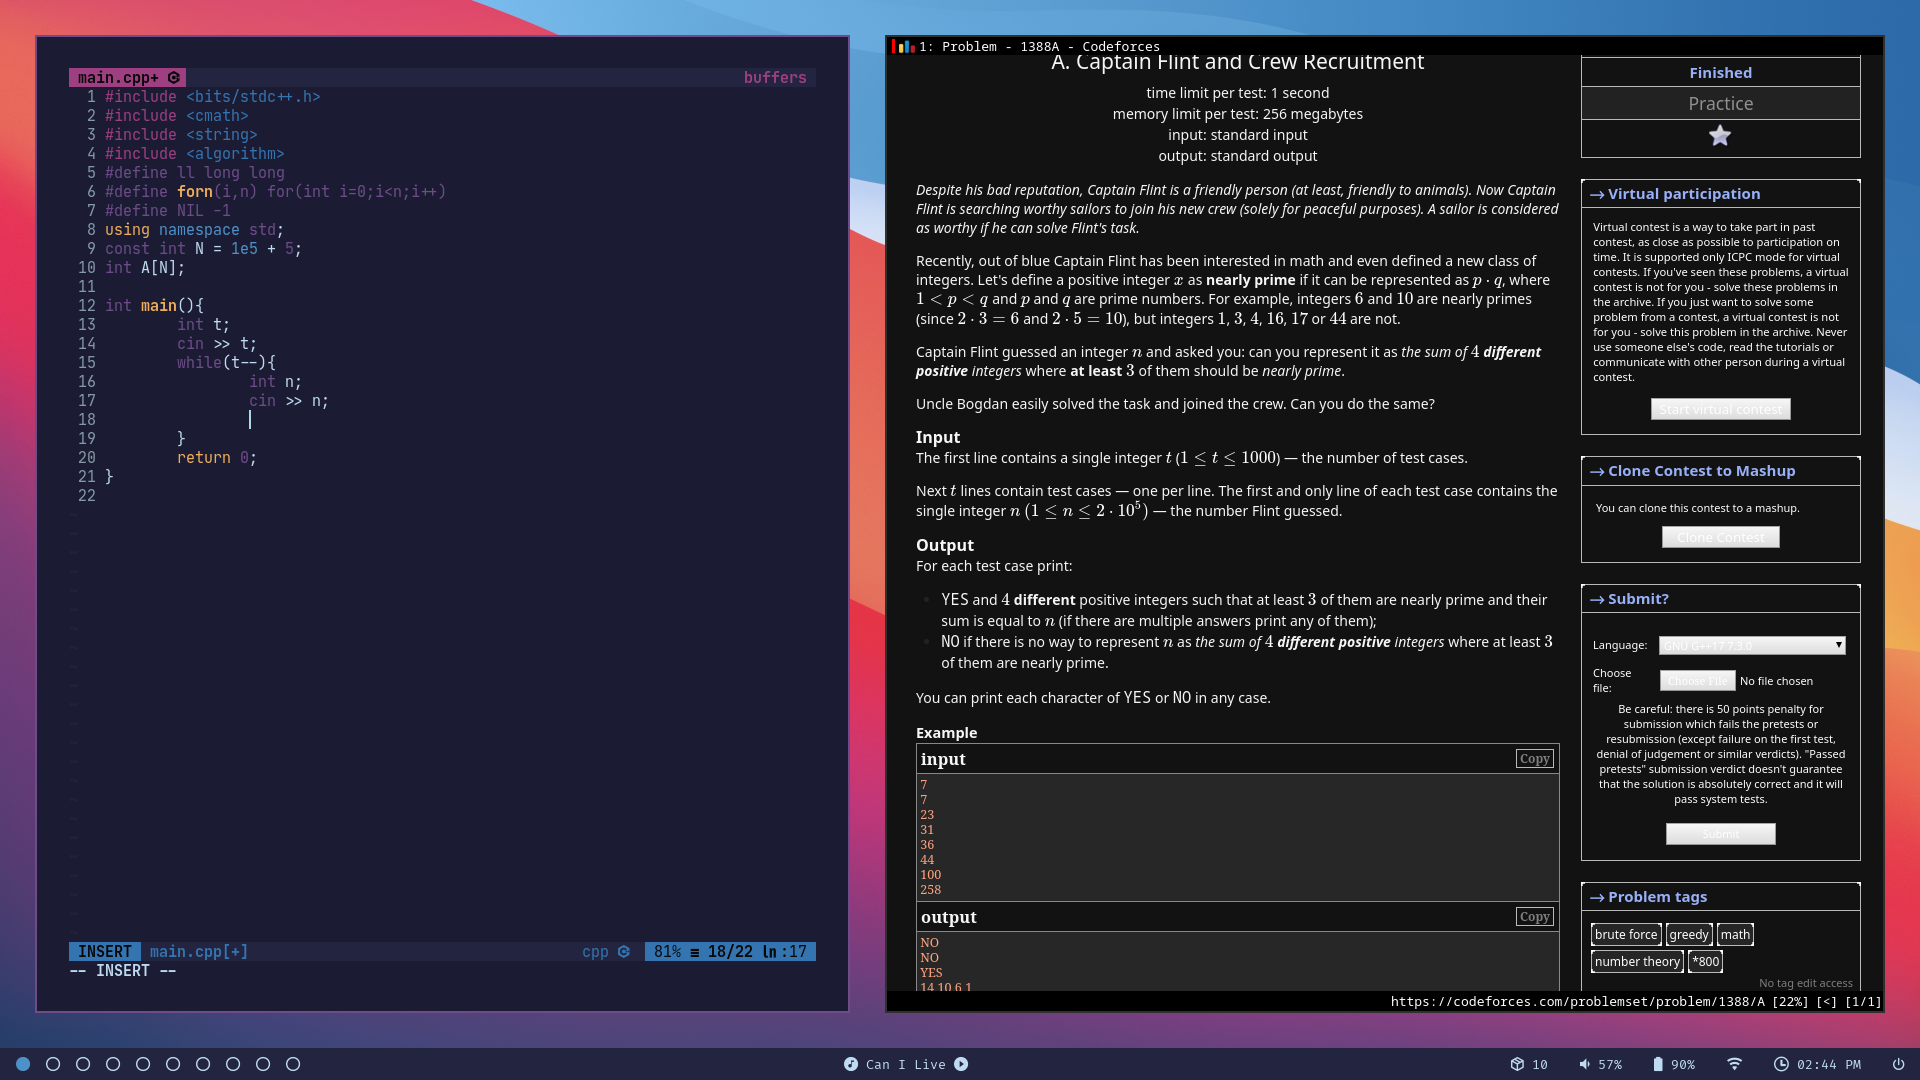 main.cpp+
buffers
1 #include <bits/stdc++.h>
2 #include <cmath>
3 #include <string>
4 #include <algorithm>
5 #define ll long long
6 #define forn(i,n) for(int i=0;i<n;i++)
7 #define NIL -1
8 using namespace std;
9 const int N = 1e5 + 5;
10 int A[N];
11
12 int main(){
13 int t;
14 cin >> t;
15 while(t--){
16 int n;
17 cin >> n;
18
19 }
20 return 0;
21 }
22
INSERT main.cpp[+] cpp 81% ≡ 18/22 ln :17
-- INSERT --
1: Problem - 1388A - Codeforces
A. Captain Flint and Crew Recruitment
time limit per test: 1 second
memory limit per test: 256 megabytes
input: standard input
output: standard output
Despite his bad reputation, Captain Flint is a friendly person (at least, friendly to animals). Now Captain
Flint is searching worthy sailors to join his new crew (solely for peaceful purposes). A sailor is considered
as worthy if he can solve Flint's task.
Recently, out of blue Captain Flint has been interested in math and even defined a new class of
integers. Let's define a positive integer x as nearly prime if it can be represented as p · q, where
1 < p < q and p and q are prime numbers. For example, integers 6 and 10 are nearly primes
(since 2 · 3 = 6 and 2 · 5 = 10), but integers 1, 3, 4, 16, 17 or 44 are not.
Captain Flint guessed an integer n and asked you: can you represent it as the sum of 4 different
positive integers where at least 3 of them should be nearly prime.
Uncle Bogdan easily solved the task and joined the crew. Can you do the same?
Input
The first line contains a single integer t (1 ≤ t ≤ 1000) — the number of test cases.
Next t lines contain test cases — one per line. The first and only line of each test case contains the
single integer n (1 ≤ n ≤ 2 · 10^5) — the number Flint guessed.
Output
For each test case print:
YES and 4 different positive integers such that at least 3 of them are nearly prime and their
sum is equal to n (if there are multiple answers print any of them);
NO if there is no way to represent n as the sum of 4 different positive integers where at least 3
of them are nearly prime.
You can print each character of YES or NO in any case.
Example
input
Copy
7
7
23
31
36
44
100
258
output
Copy
NO
NO
YES
14 10 6 1
Finished
Practice
→ Virtual participation
Virtual contest is a way to take part in past
contest, as close as possible to participation on
time. It is supported only ICPC mode for virtual
contests. If you've seen these problems, a virtual
contest is not for you - solve these problems in
the archive. If you just want to solve some
problem from a contest, a virtual contest is not
for you - solve this problem in the archive. Never
use someone else's code, read the tutorials or
communicate with other person during a virtual
contest.
Start virtual contest
→ Clone Contest to Mashup
You can clone this contest to a mashup.
Clone Contest
→ Submit?
Language: GNU G++17 7.3.0
Choose
file:
Choose File No file chosen
Be careful: there is 50 points penalty for
submission which fails the pretests or
resubmission (except failure on the first test,
denial of judgement or similar verdicts). "Passed
pretests" submission verdict doesn't guarantee
that the solution is absolutely correct and it will
pass system tests.
Submit
→ Problem tags
brute force greedy math
number theory *800
No tag edit access
https://codeforces.com/problemset/problem/1388/A [22%] [<] [1/1]
Can I Live
10
57%
90%
02:44 PM